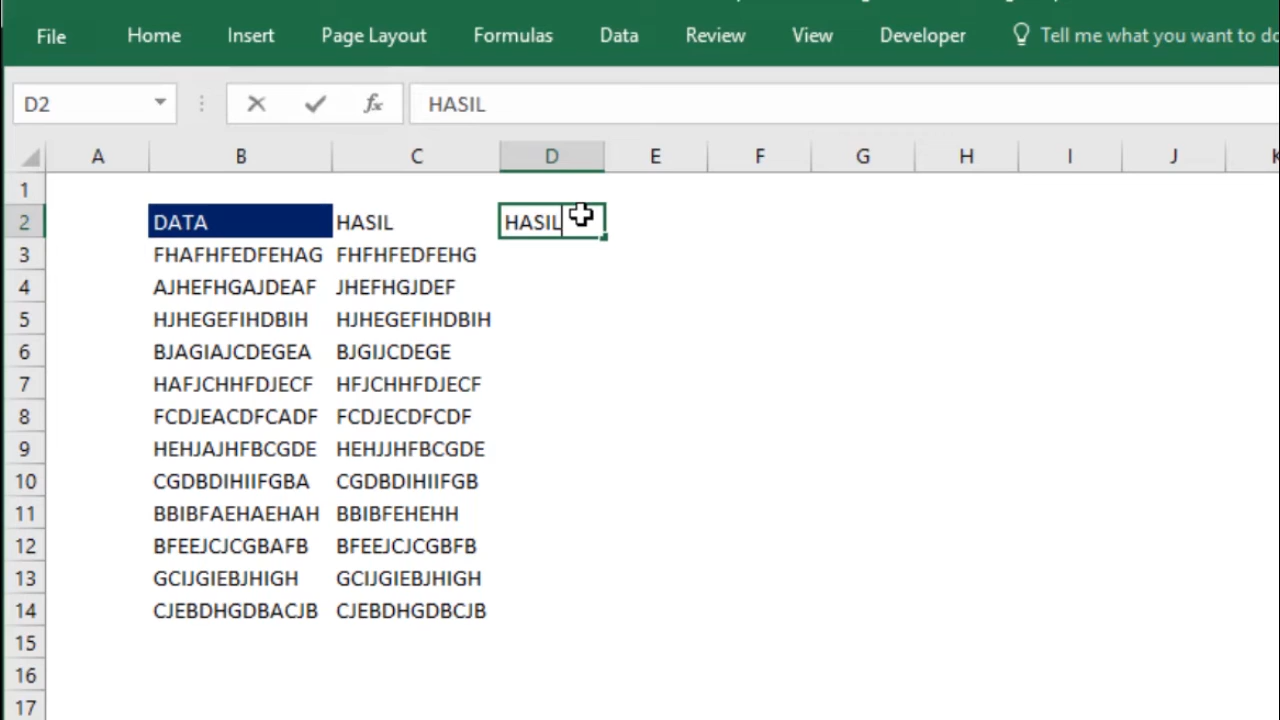 File Home Insert Page Layout Formulas Data Review View Developer Tell me what you want to do
D2 fx HASIL
A B C D E F G H I J K
1
2 DATA HASIL HASIL
3 FHAFHFEDFEHAG FHFHFEDFEHG
4 AJHEFHGAJDEAF JHEFHGJDEF
5 HJHEGEFIHDBIH HJHEGEFIHDBIH
6 BJAGIAJCDEGEA BJGIJCDEGE
7 HAFJCHHFDJECF HFJCHHFDJECF
8 FCDJEACDFCADF FCDJECDFCDF
9 HEHJAJHFBCGDE HEHJJHFBCGDE
10 CGDBDIHIIFGBA CGDBDIHIIFGB
11 BBIBFAEHAEHAH BBIBFEHEHH
12 BFEEJCJCGBAFB BFEEJCJCGBFB
13 GCIJGIEBJHIGH GCIJGIEBJHIGH
14 CJEBDHGDBACJB CJEBDHGDBCJB
15
16
17